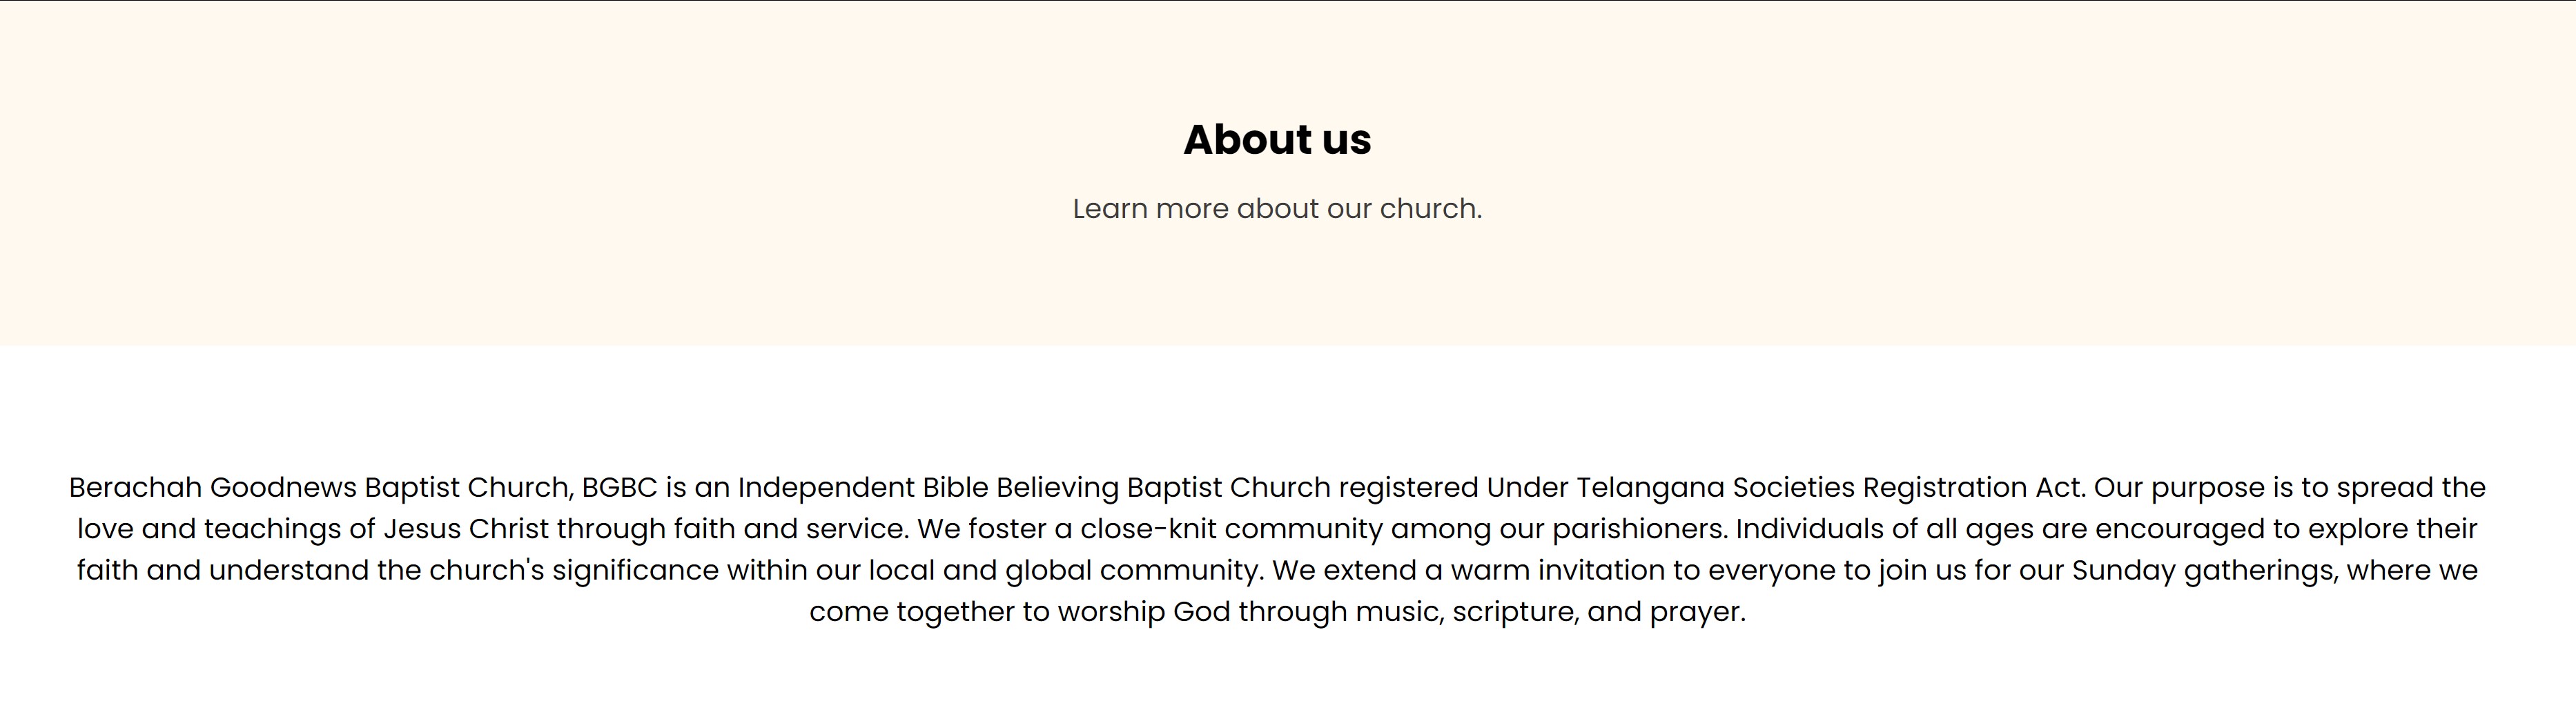 About us
Learn more about our church.
Berachah Goodnews Baptist Church, BGBC is an Independent Bible Believing Baptist Church registered Under Telangana Societies Registration Act. Our purpose is to spread the
love and teachings of Jesus Christ through faith and service. We foster a close-knit community among our parishioners. Individuals of all ages are encouraged to explore their
faith and understand the church's significance within our local and global community. We extend a warm invitation to everyone to join us for our Sunday gatherings, where we
come together to worship God through music, scripture, and prayer.